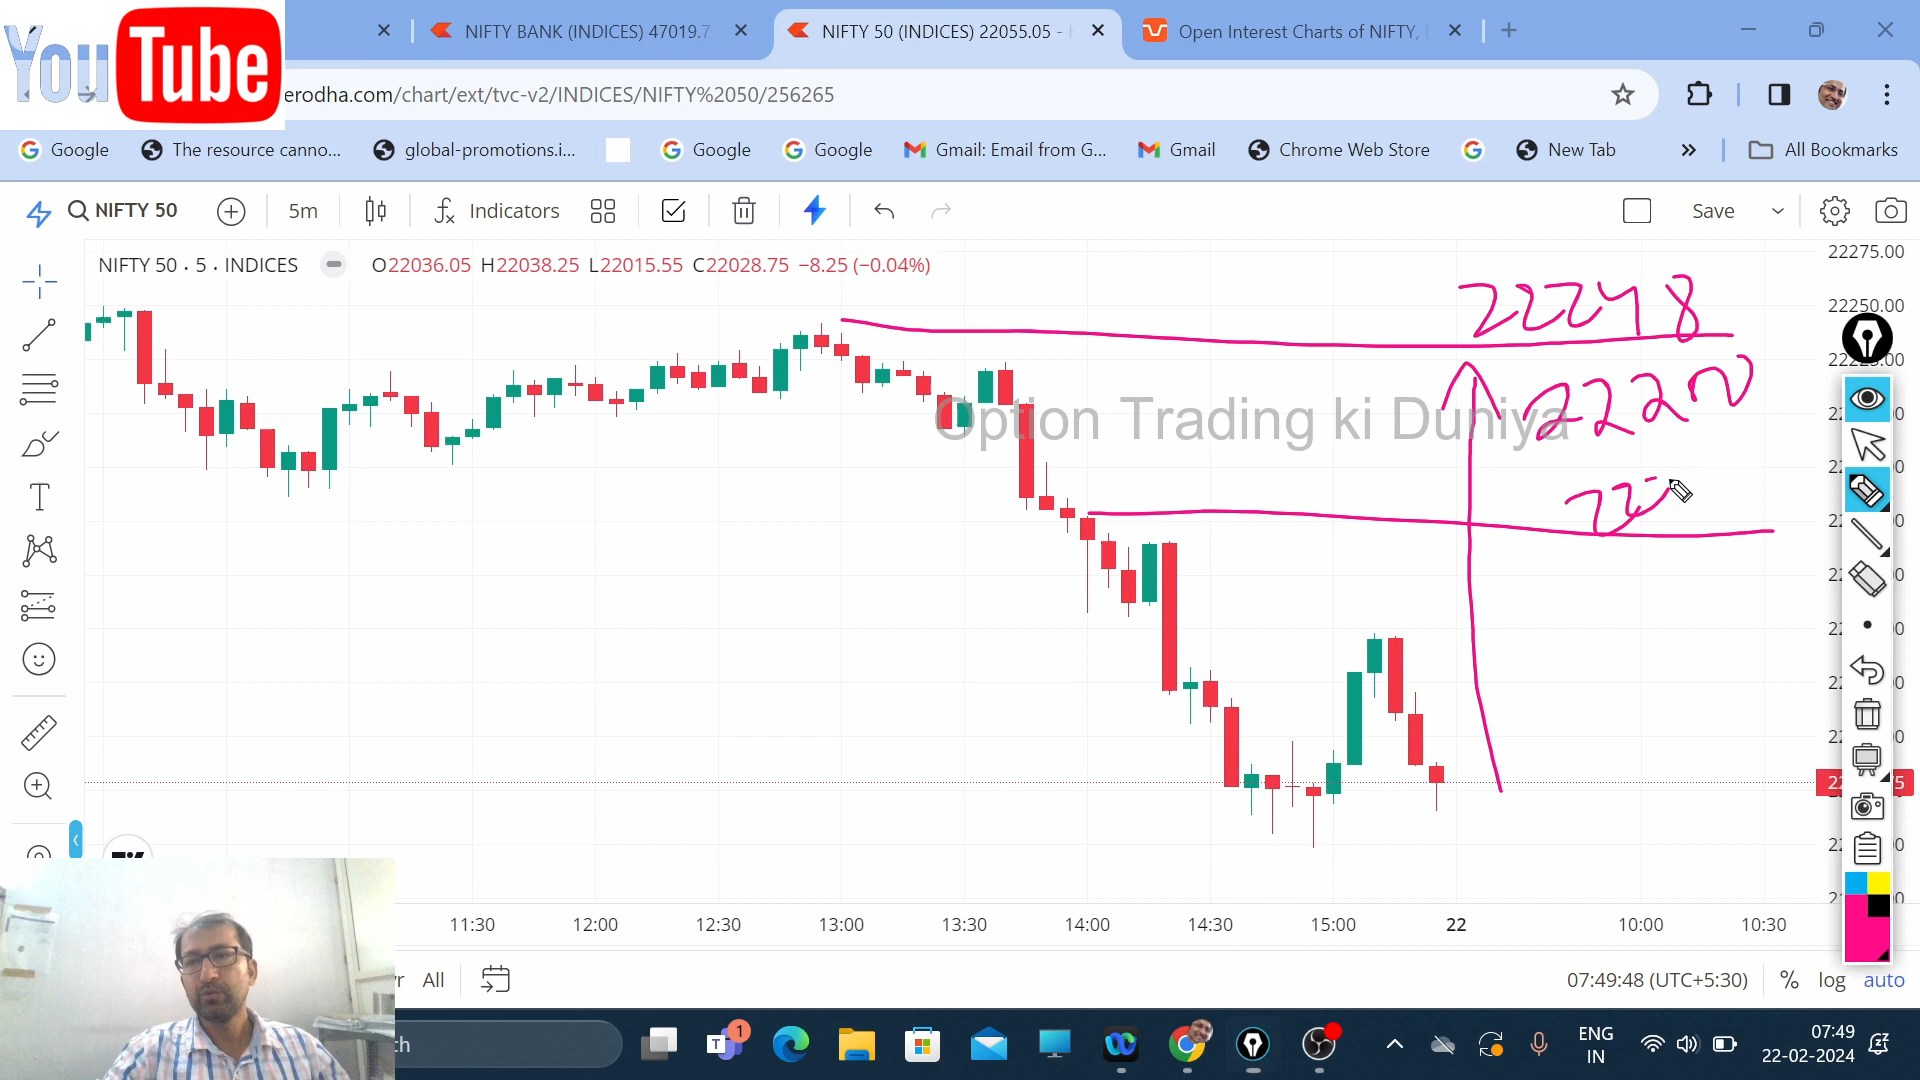 YouTube
NIFTY BANK (INDICES) 47019.7
NIFTY 50 (INDICES) 22055.05 -
Open Interest Charts of NIFTY,
erodha.com/chart/ext/tvc-v2/INDICES/NIFTY%2050/256265
Google
The resource canno...
global-promotions.i...
Google
Google
Gmail: Email from G...
Gmail
Chrome Web Store
New Tab
All Bookmarks
NIFTY 50
5m
Indicators
Save
NIFTY 50 . 5 . INDICES O22036.05 H22038.25 L22015.55 C22028.75 −8.25 (−0.04%)
22275.00
22250.00
22248
22200
Option Trading ki Duniya
11:30 12:00 12:30 13:00 13:30 14:00 14:30 15:00 22 10:00 10:30
All
07:49:48 (UTC+5:30) % log auto
1
ENG
IN
07:49
22-02-2024